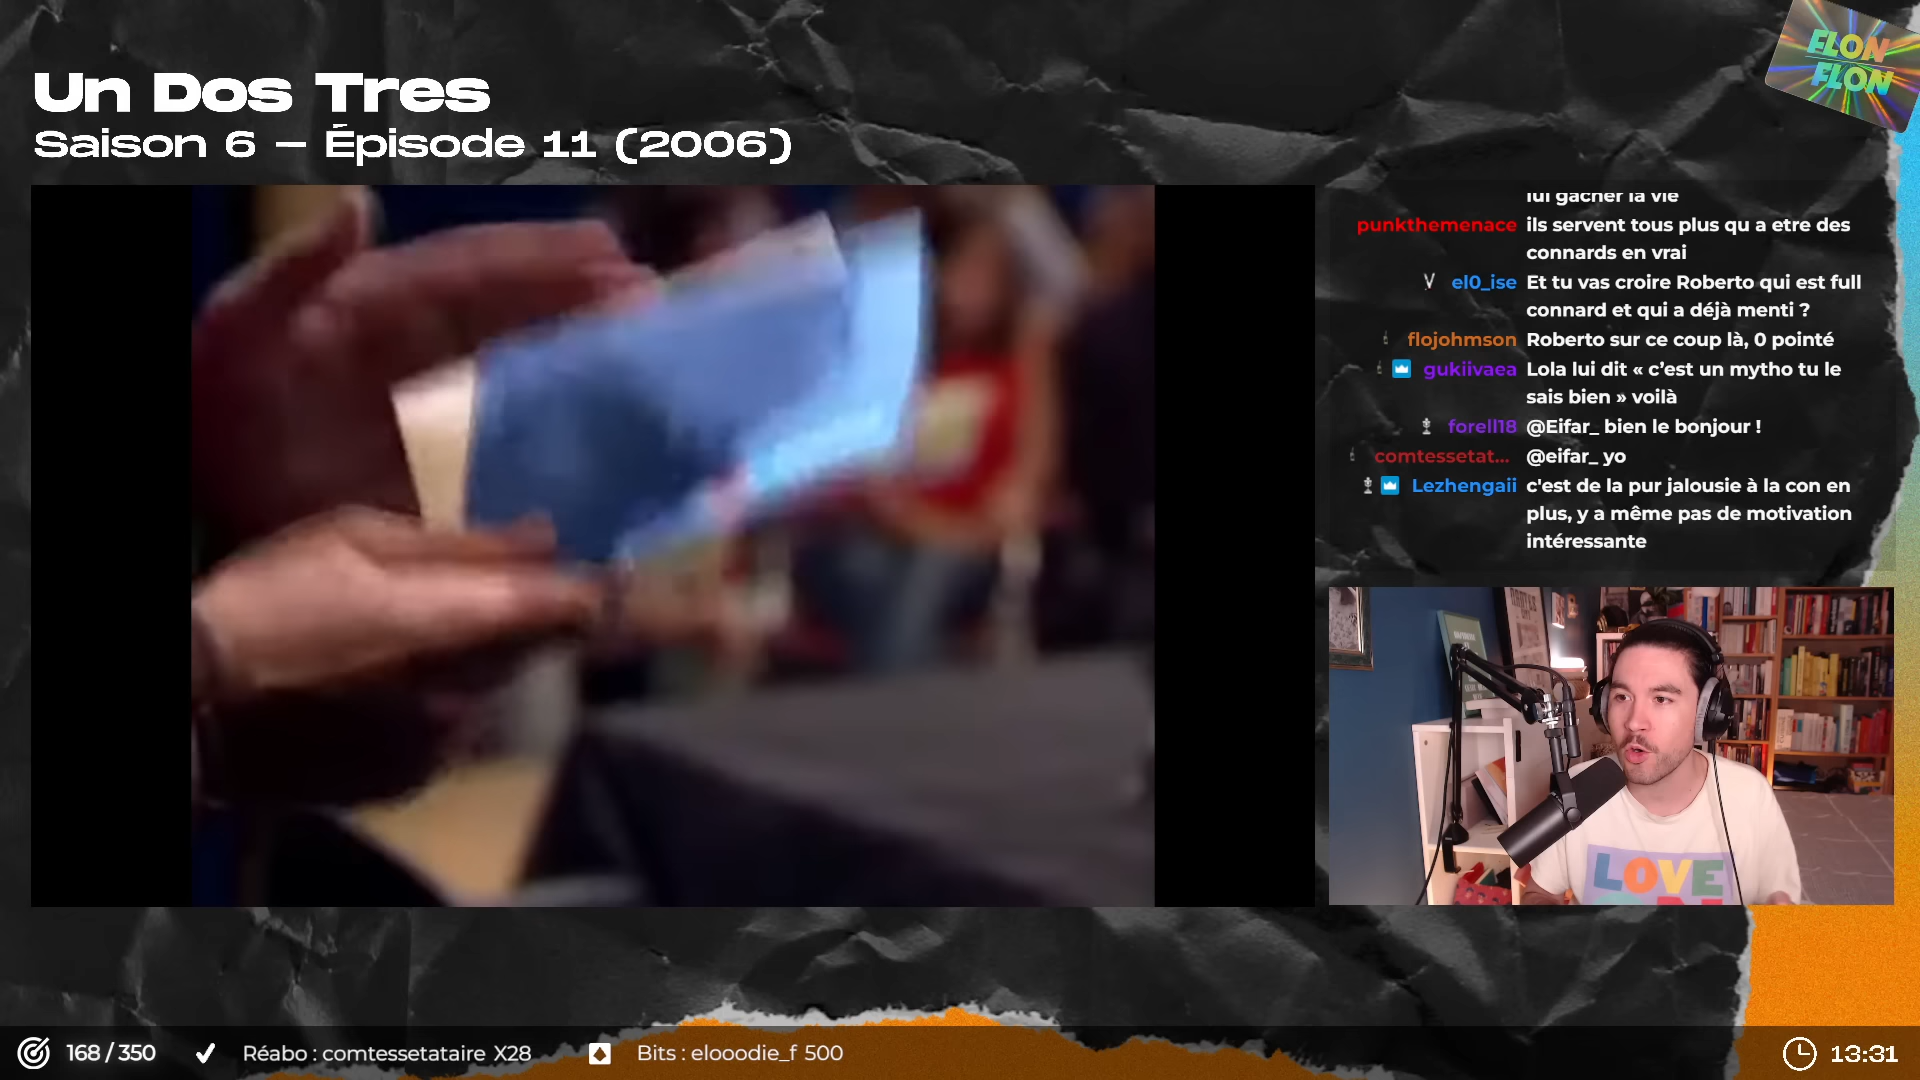 Un Dos Tres
Saison 6 – Épisode 11 (2006)
FLON
FLON
lui gâcher la vie
punkthemenace ils servent tous plus qu a etre des
connards en vrai
el0_ise Et tu vas croire Roberto qui est full
connard et qui a déjà menti ?
flojohmson Roberto sur ce coup là, 0 pointé
gukiivaea Lola lui dit « c’est un mytho tu le
sais bien » voilà
forell18 @Eifar_ bien le bonjour !
comtessetat... @eifar_ yo
Lezhengaii c'est de la pur jalousie à la con en
plus, y a même pas de motivation
intéressante
LOVE
168 / 350
Réabo : comtessetataire X28
Bits : elooodie_f 500
13:31